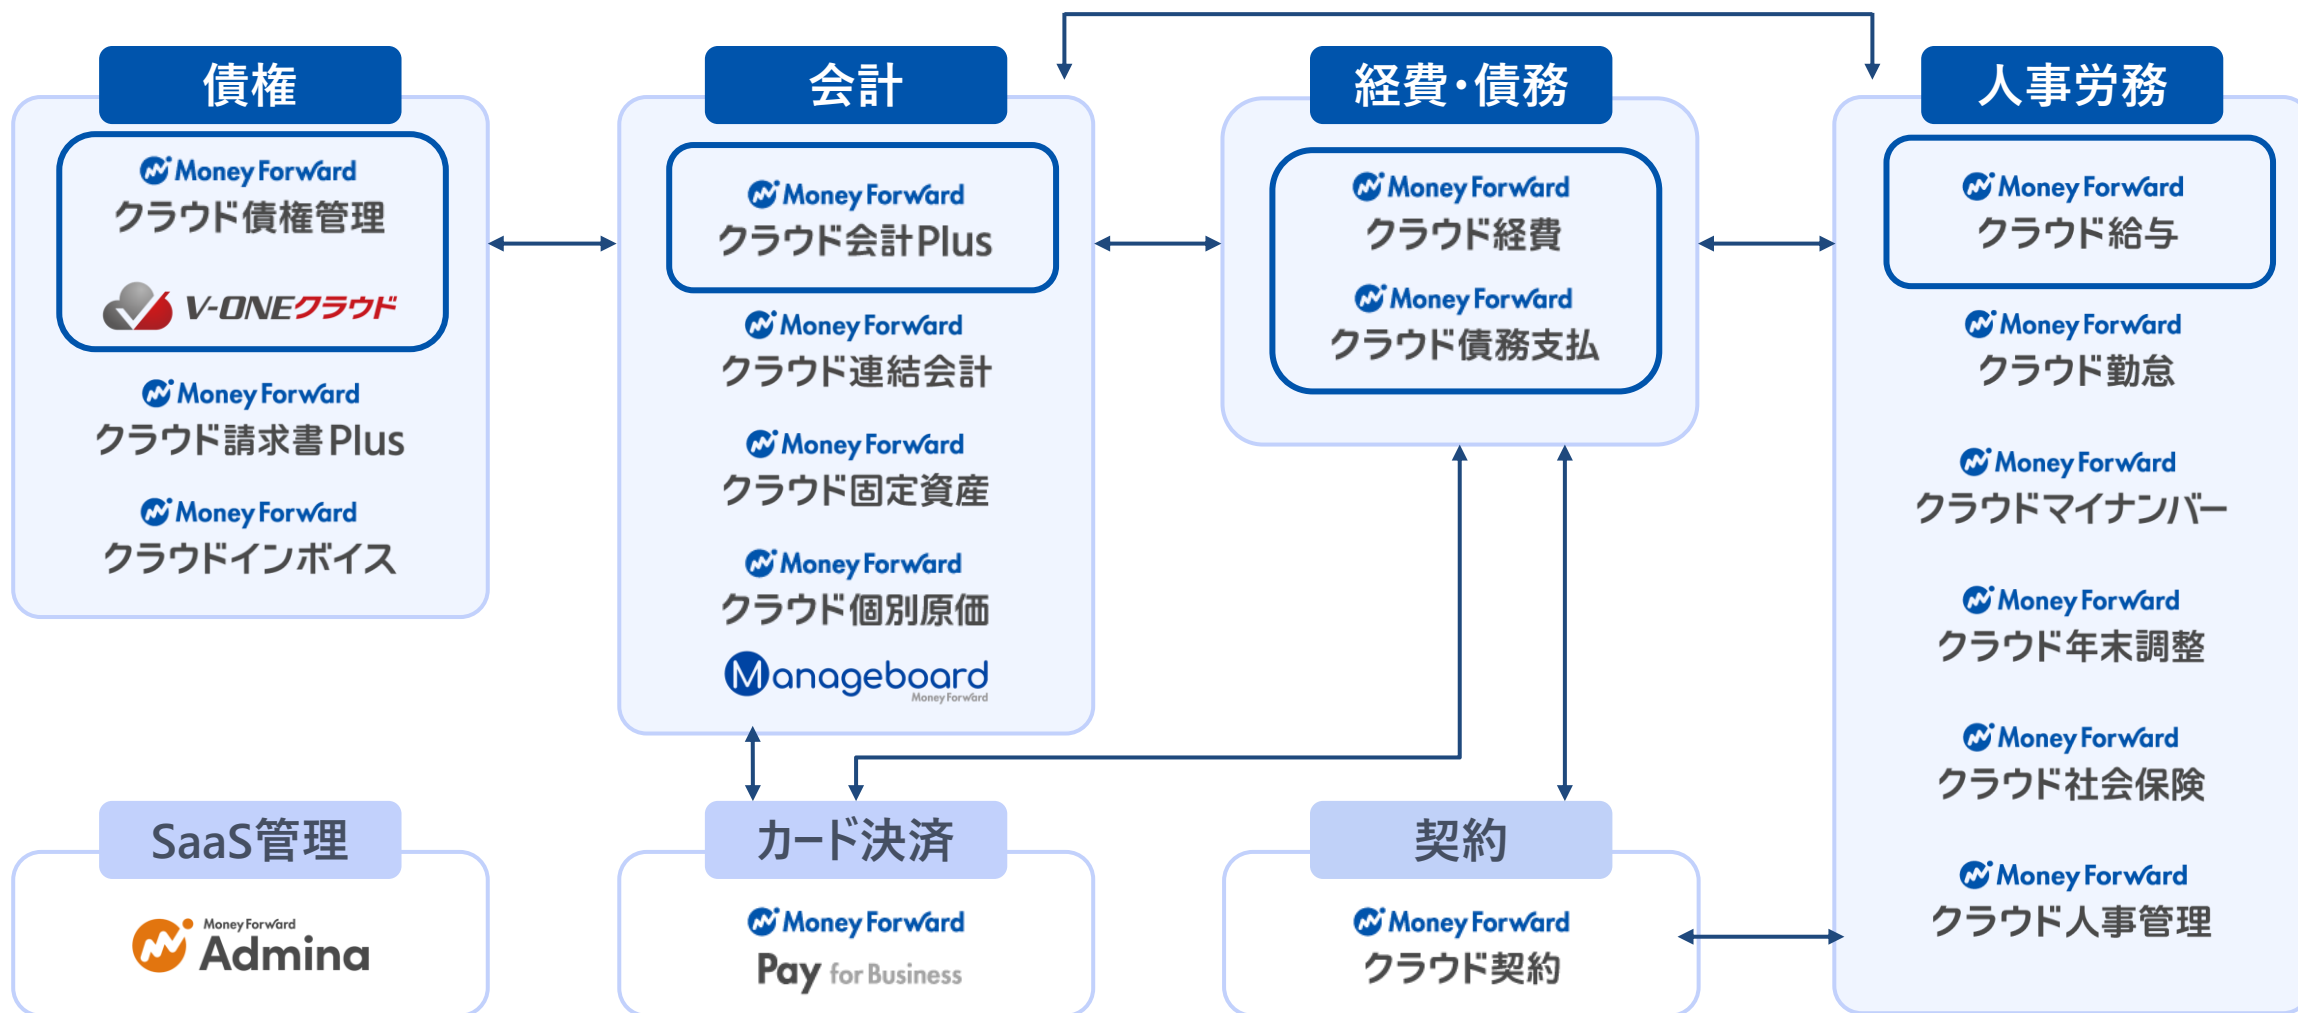 債権
Money Forward
クラウド債権管理
V-ONEクラウド
Money Forward
クラウド請求書Plus
Money Forward
クラウドインボイス
会計
Money Forward
クラウド会計Plus
Money Forward
クラウド連結会計
Money Forward
クラウド固定資産
Money Forward
クラウド個別原価
Manageboard
Money Forward
経費・債務
Money Forward
クラウド経費
Money Forward
クラウド債務支払
人事労務
Money Forward
クラウド給与
Money Forward
クラウド勤怠
Money Forward
クラウドマイナンバー
Money Forward
クラウド年末調整
Money Forward
クラウド社会保険
Money Forward
クラウド人事管理
SaaS管理
Money Forward
Admina
カード決済
Money Forward
Pay for Business
契約
Money Forward
クラウド契約